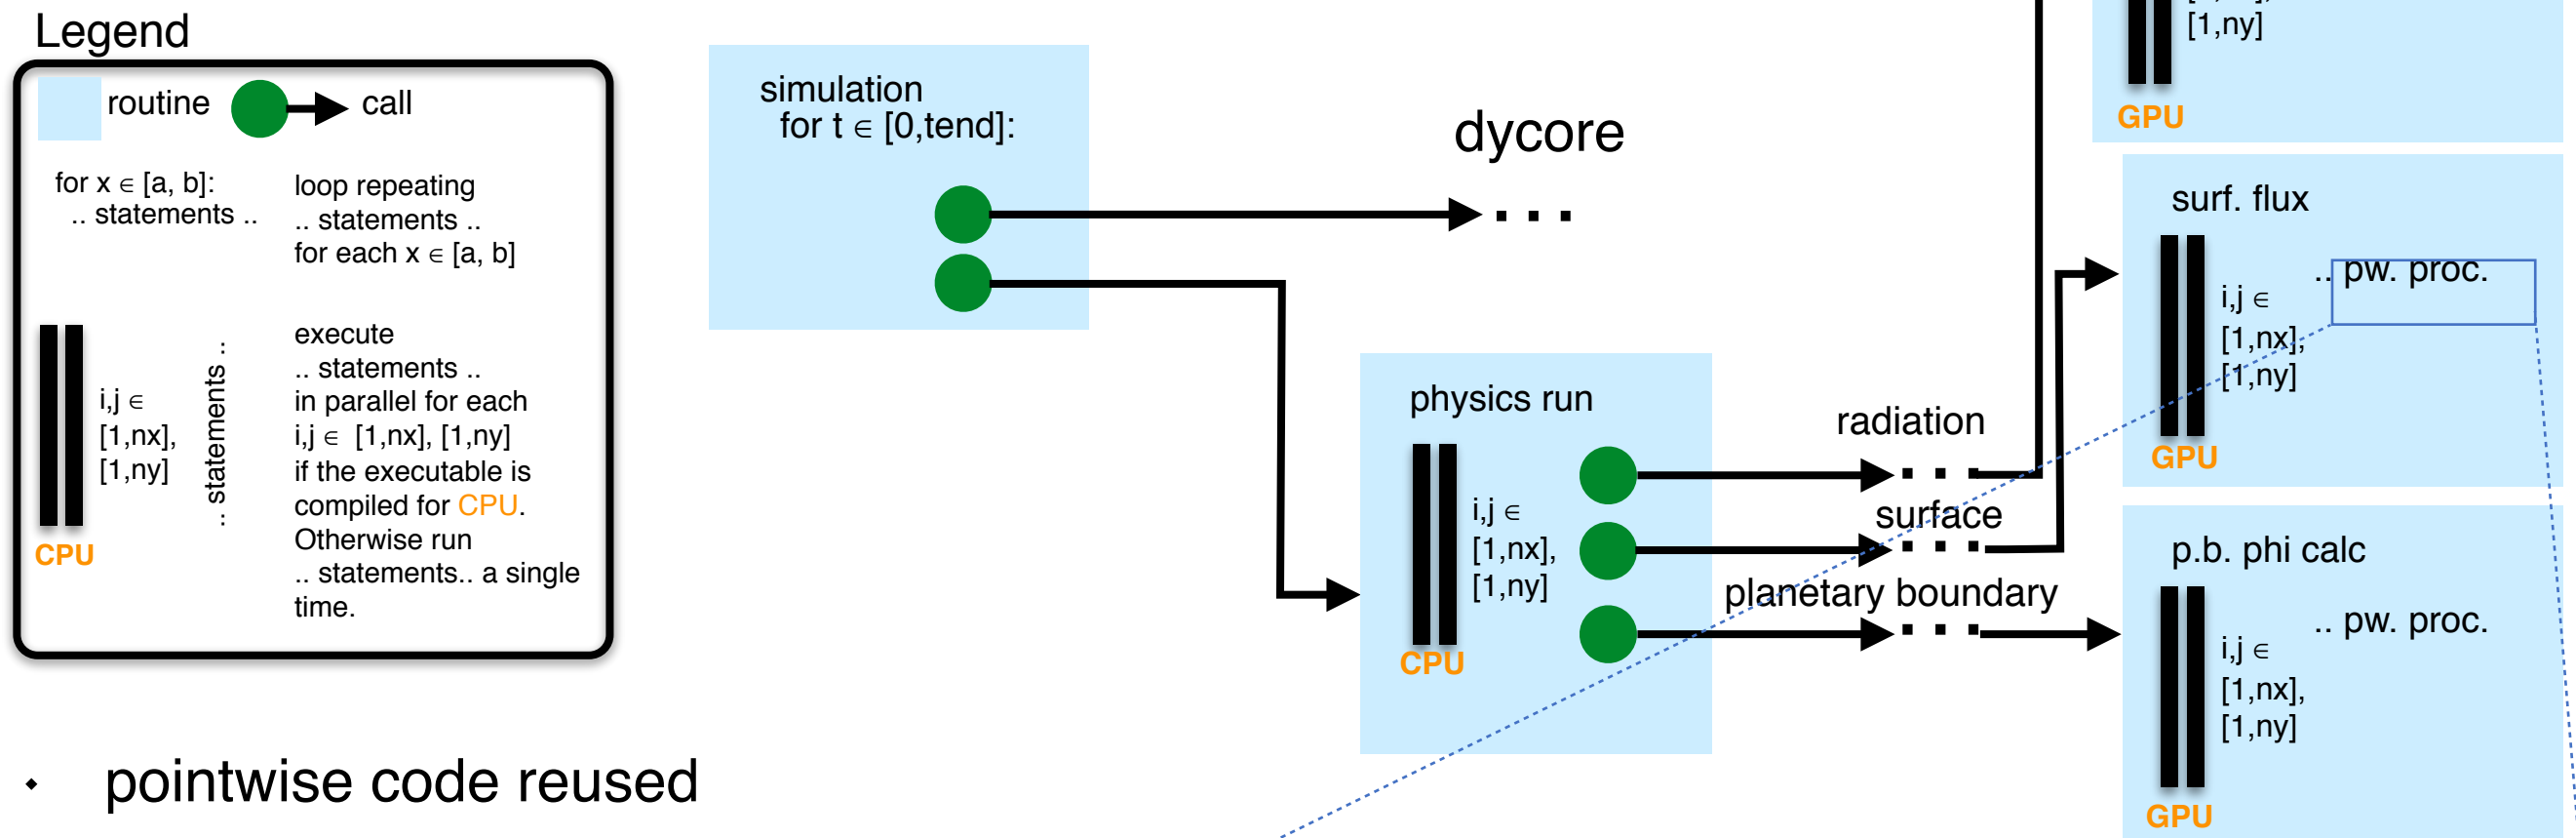 Legend
routine
call
for x ∈ [a, b]:
.. statements ..
loop repeating
.. statements ..
for each x ∈ [a, b]
i,j ∈
[1,nx],
[1,ny]
.. statements ..
CPU
execute
.. statements ..
in parallel for each
i,j ∈ [1,nx], [1,ny]
if the executable is
compiled for CPU.
Otherwise run
.. statements.. a single
time.
simulation
for t ∈ [0,tend]:
dycore
. . .
physics run
i,j ∈
[1,nx],
[1,ny]
CPU
radiation
. . .
surface
. . .
planetary boundary
. . .
[1,ny]
GPU
surf. flux
.. pw. proc.
i,j ∈
[1,nx],
[1,ny]
GPU
p.b. phi calc
.. pw. proc.
i,j ∈
[1,nx],
[1,ny]
GPU
· pointwise code reused